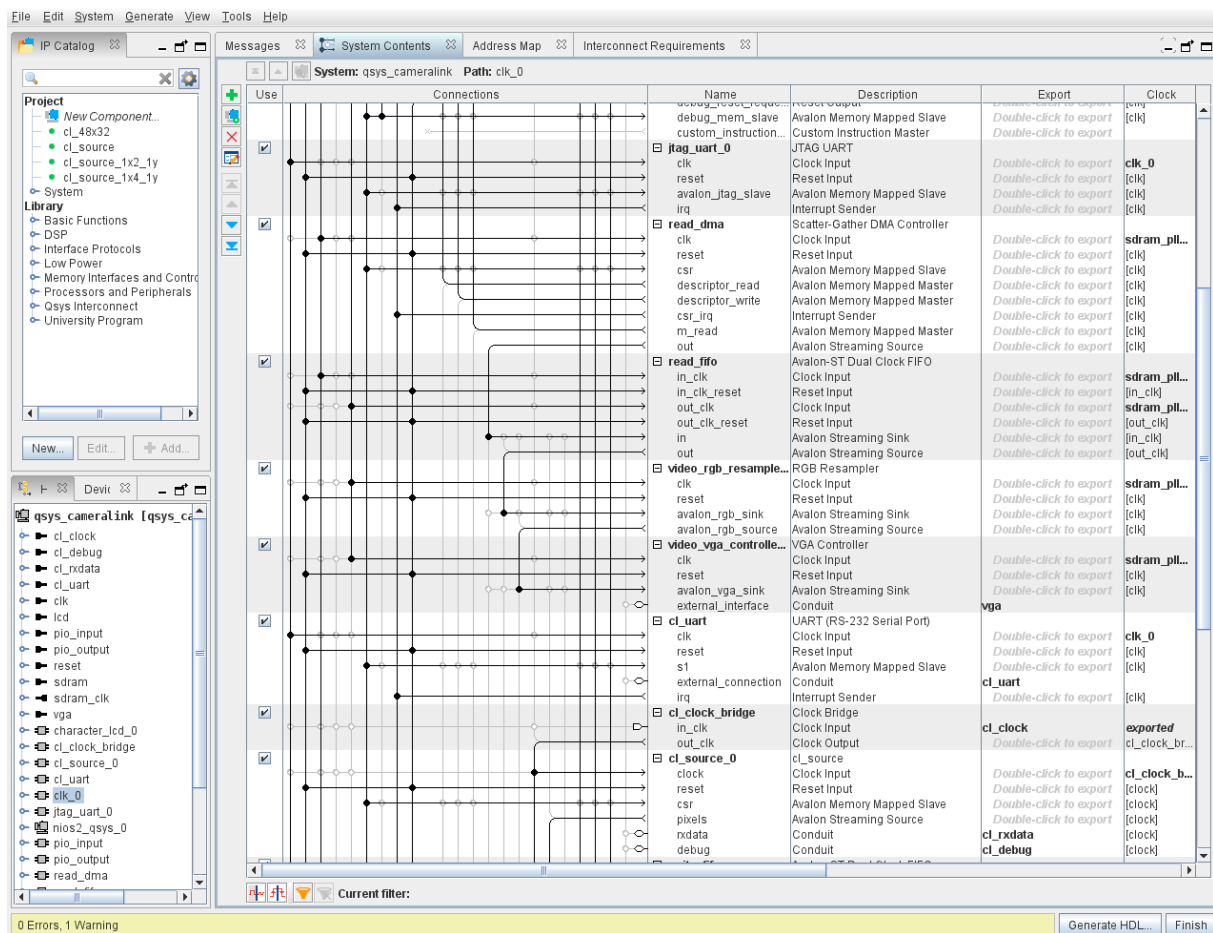 File Edit System Generate View Tools Help
IP Catalog
Project
New Component...
cl_48x32
cl_source
cl_source_1x2_1y
cl_source_1x4_1y
System
Library
Basic Functions
DSP
Interface Protocols
Low Power
Memory Interfaces and Contro
Processors and Peripherals
Qsys Interconnect
University Program
New... Edit... Add...
Devic
qsys_cameralink [qsys_ca
cl_clock
cl_debug
cl_rxdata
cl_uart
clk
lcd
pio_input
pio_output
reset
sdram
sdram_clk
vga
character_lcd_0
cl_clock_bridge
cl_source_0
cl_uart
clk_0
jtag_uart_0
nios2_qsys_0
pio_input
pio_output
read_dma
Messages System Contents Address Map Interconnect Requirements
System: qsys_cameralink Path: clk_0
Use Connections Name Description Export Clock
debug_mem_slave Avalon Memory Mapped Slave Double-click to export [clk]
custom_instruction... Custom Instruction Master Double-click to export
jtag_uart_0 JTAG UART
clk Clock Input Double-click to export clk_0
reset Reset Input Double-click to export [clk]
avalon_jtag_slave Avalon Memory Mapped Slave Double-click to export [clk]
irq Interrupt Sender Double-click to export [clk]
read_dma Scatter-Gather DMA Controller
clk Clock Input Double-click to export sdram_pll...
reset Reset Input Double-click to export [clk]
csr Avalon Memory Mapped Slave Double-click to export [clk]
descriptor_read Avalon Memory Mapped Master Double-click to export [clk]
descriptor_write Avalon Memory Mapped Master Double-click to export [clk]
csr_irq Interrupt Sender Double-click to export [clk]
m_read Avalon Memory Mapped Master Double-click to export [clk]
out Avalon Streaming Source Double-click to export [clk]
read_fifo Avalon-ST Dual Clock FIFO
in_clk Clock Input Double-click to export sdram_pll...
in_clk_reset Reset Input Double-click to export [in_clk]
out_clk Clock Input Double-click to export sdram_pll...
out_clk_reset Reset Input Double-click to export [out_clk]
in Avalon Streaming Sink Double-click to export [in_clk]
out Avalon Streaming Source Double-click to export [out_clk]
video_rgb_resample... RGB Resampler
clk Clock Input Double-click to export sdram_pll...
reset Reset Input Double-click to export [clk]
avalon_rgb_sink Avalon Streaming Sink Double-click to export [clk]
avalon_rgb_source Avalon Streaming Source Double-click to export [clk]
video_vga_controlle... VGA Controller
clk Clock Input Double-click to export sdram_pll...
reset Reset Input Double-click to export [clk]
avalon_vga_sink Avalon Streaming Sink Double-click to export [clk]
external_interface Conduit vga
cl_uart UART (RS-232 Serial Port)
clk Clock Input Double-click to export clk_0
reset Reset Input Double-click to export [clk]
s1 Avalon Memory Mapped Slave Double-click to export [clk]
external_connection Conduit cl_uart
irq Interrupt Sender Double-click to export [clk]
cl_clock_bridge Clock Bridge
in_clk Clock Input cl_clock exported
out_clk Clock Output Double-click to export cl_clock_br...
cl_source_0 cl_source
clock Clock Input Double-click to export cl_clock_b...
reset Reset Input Double-click to export [clock]
csr Avalon Memory Mapped Slave Double-click to export [clock]
pixels Avalon Streaming Source Double-click to export [clock]
rxdata Conduit cl_rxdata [clock]
debug Conduit cl_debug [clock]
Current filter:
0 Errors, 1 Warning
Generate HDL... Finish